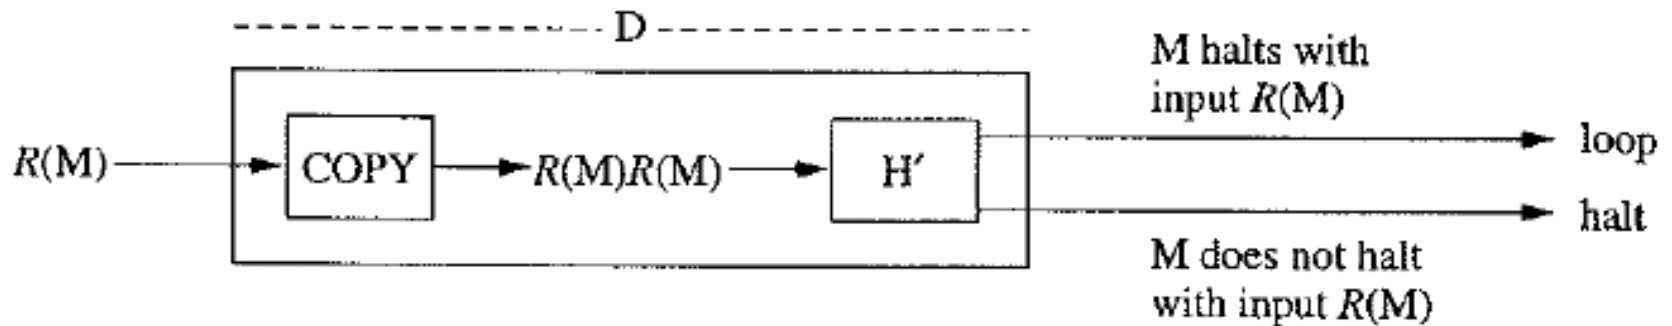 D
M halts with
input R(M)
R(M)
COPY
R(M)R(M)
H′
loop
halt
M does not halt
with input R(M)